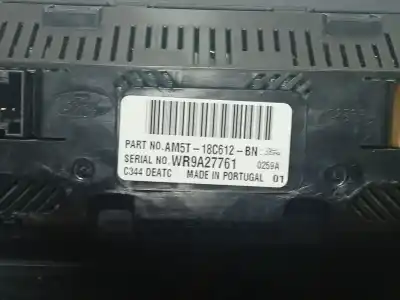 PART NO.AM5T-18C612-BN
SERIAL NO.WR9A27761 0259A
C344 DEATC MADE IN PORTUGAL 01